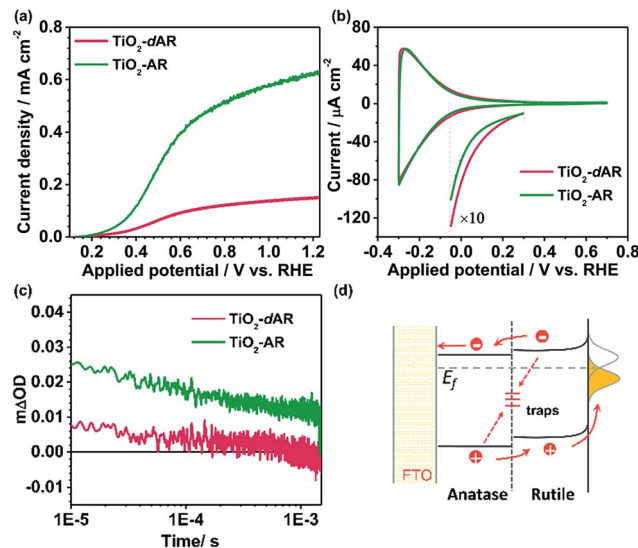 (a)
TiO2-dAR
TiO2-AR
Current density / mA cm-2
0.8
0.6
0.4
0.2
0.0
0.2 0.4 0.6 0.8 1.0 1.2
Applied potential / V vs. RHE
(b)
Current / μA cm-2
80
40
0
-40
-80
-120
×10
TiO2-dAR
TiO2-AR
-0.4 -0.2 0.0 0.2 0.4 0.6 0.8
Applied potential / V vs. RHE
(c)
TiO2-dAR
TiO2-AR
mΔOD
0.04
0.03
0.02
0.01
0.00
-0.01
1E-5 1E-4 1E-3
Time/ s
(d)
Ef
traps
FTO
Anatase Rutile